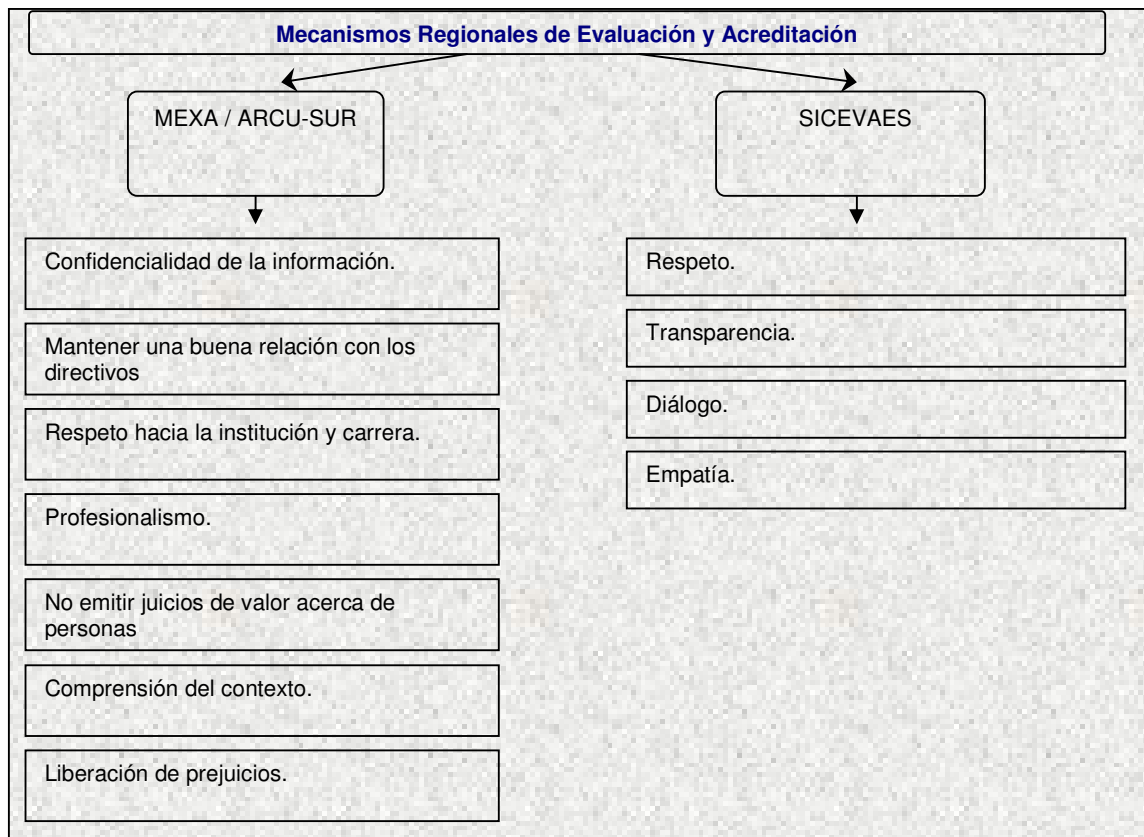 Mecanismos Regionales de Evaluación y Acreditación
MEXA / ARCU-SUR
SICEVAES
Confidencialidad de la información.
Mantener una buena relación con los
directivos
Respeto hacia la institución y carrera.
Profesionalismo.
No emitir juicios de valor acerca de
personas
Comprensión del contexto.
Liberación de prejuicios.
Respeto.
Transparencia.
Diálogo.
Empatía.